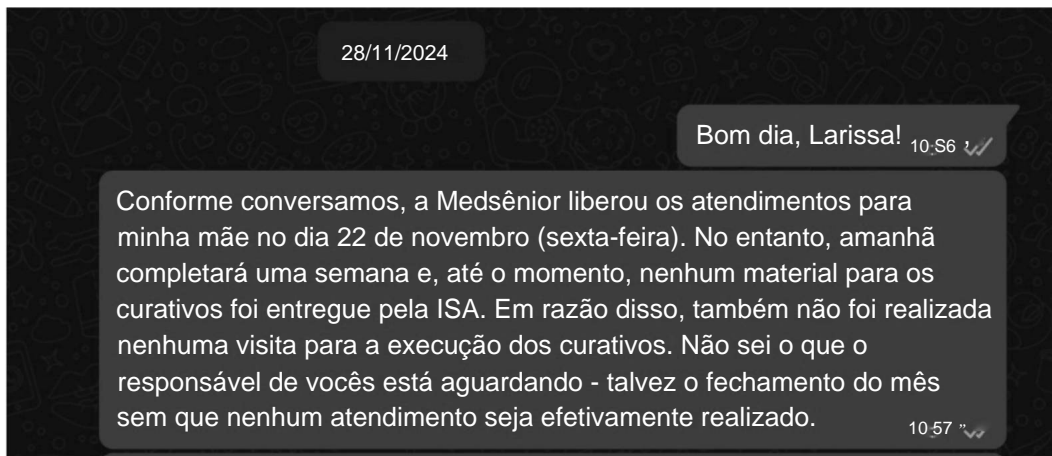 28/11/2024
Bom dia, Larissa! 10:56
Conforme conversamos, a Medsênior liberou os atendimentos para
minha mãe no dia 22 de novembro (sexta-feira). No entanto, amanhã
completará uma semana e, até o momento, nenhum material para os
curativos foi entregue pela ISA. Em razão disso, também não foi realizada
nenhuma visita para a execução dos curativos. Não sei o que o
responsável de vocês está aguardando - talvez o fechamento do mês
sem que nenhum atendimento seja efetivamente realizado.
10:57